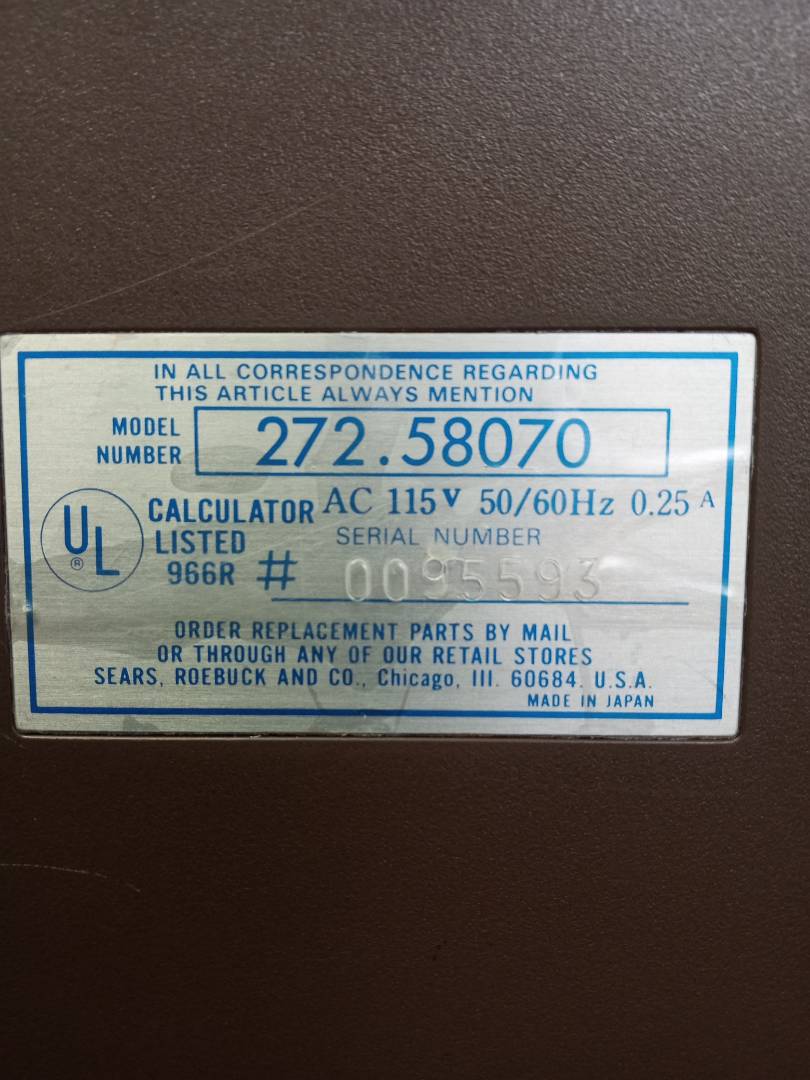 IN ALL CORRESPONDENCE REGARDING
THIS ARTICLE ALWAYS MENTION
MODEL NUMBER 272.58070
UL ® CALCULATOR AC 115V 50/60Hz 0.25 A
LISTED SERIAL NUMBER
966R # 0095593
ORDER REPLACEMENT PARTS BY MAIL
OR THROUGH ANY OF OUR RETAIL STORES
SEARS, ROEBUCK AND CO., Chicago, Ill. 60684. U.S.A.
MADE IN JAPAN